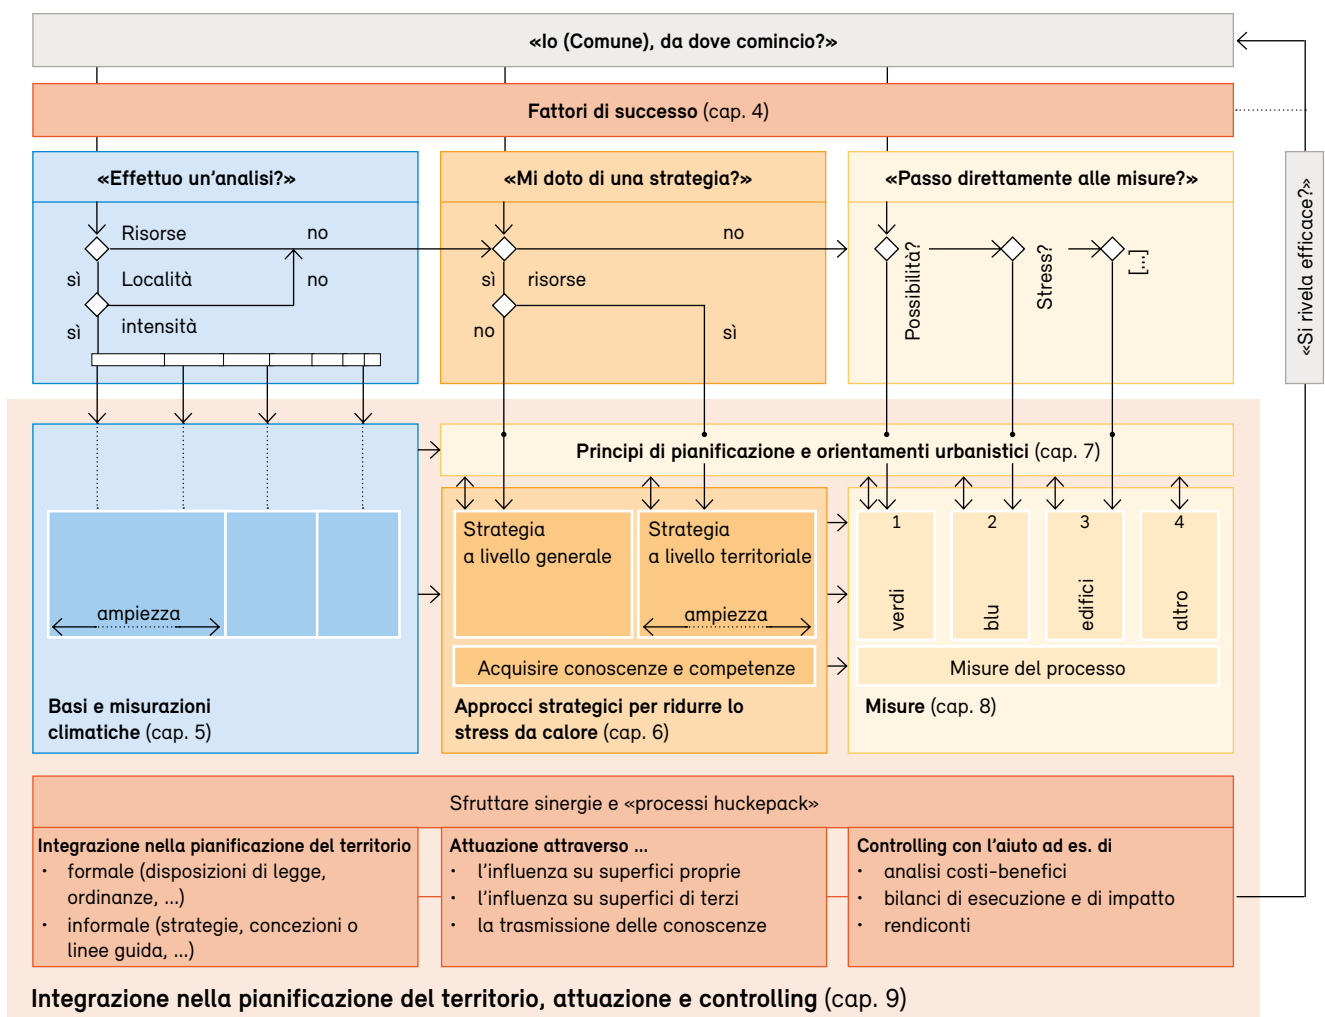 «Io (Comune), da dove comincio?»
Fattori di successo (cap. 4)
«Effettuo un'analisi?»
Risorse
no
sì
Località
no
sì
intensità
«Mi doto di una strategia?»
no
sì
risorse
no
sì
«Passo direttamente alle misure?»
Possibilità?
Stress?
[...]
«Si rivela efficace?»
Principi di pianificazione e orientamenti urbanistici (cap. 7)
ampiezza
Basi e misurazioni
climatiche (cap. 5)
Strategia
a livello generale
Strategia
a livello territoriale
ampiezza
Acquisire conoscenze e competenze
Approcci strategici per ridurre lo
stress da calore (cap. 6)
1
verdi
2
blu
3
edifici
4
altro
Misure del processo
Misure (cap. 8)
Sfruttare sinergie e «processi huckepack»
Integrazione nella pianificazione del territorio
• formale (disposizioni di legge,
ordinanze, ...)
• informale (strategie, concezioni o
linee guida, ...)
Attuazione attraverso ...
• l'influenza su superfici proprie
• l'influenza su superfici di terzi
• la trasmissione delle conoscenze
Controlling con l'aiuto ad es. di
• analisi costi-benefici
• bilanci di esecuzione e di impatto
• rendiconti
Integrazione nella pianificazione del territorio, attuazione e controlling (cap. 9)